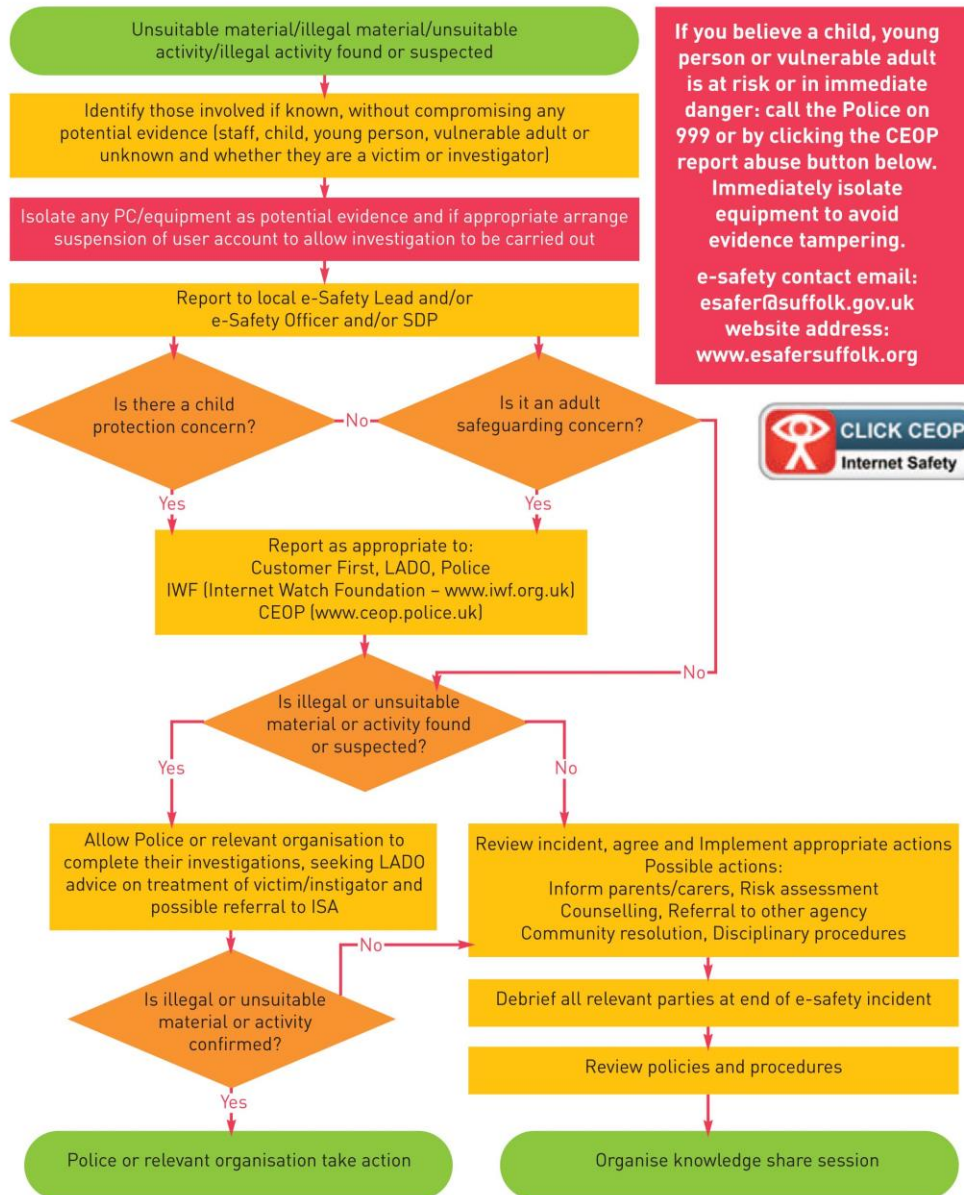 Unsuitable material/illegal material/unsuitable
activity/illegal activity found or suspected
Identify those involved if known, without compromising any
potential evidence (staff, child, young person, vulnerable adult or
unknown and whether they are a victim or investigator)
Isolate any PC/equipment as potential evidence and if appropriate arrange
suspension of user account to allow investigation to be carried out
Report to local e-Safety Lead and/or
e-Safety Officer and/or SDP
If you believe a child, young
person or vulnerable adult
is at risk or in immediate
danger: call the Police on
999 or by clicking the CEOP
report abuse button below.
Immediately isolate
equipment to avoid
evidence tampering.
e-safety contact email:
esafer@suffolk.gov.uk
website address:
www.esafersuffolk.org
CLICK CEOP
Internet Safety
Is there a child
protection concern?
No
Is it an adult
safeguarding concern?
Yes
Yes
Report as appropriate to:
Customer First, LADO, Police
IWF (Internet Watch Foundation – www.iwf.org.uk)
CEOP (www.ceop.police.uk)
No
Is illegal or unsuitable
material or activity found
or suspected?
Yes
No
Allow Police or relevant organisation to
complete their investigations, seeking LADO
advice on treatment of victim/instigator and
possible referral to ISA
Review incident, agree and Implement appropriate actions
Possible actions:
Inform parents/carers, Risk assessment
Counselling, Referral to other agency
Community resolution, Disciplinary procedures
No
Is illegal or unsuitable
material or activity
confirmed?
Debrief all relevant parties at end of e-safety incident
Review policies and procedures
Yes
Police or relevant organisation take action
Organise knowledge share session